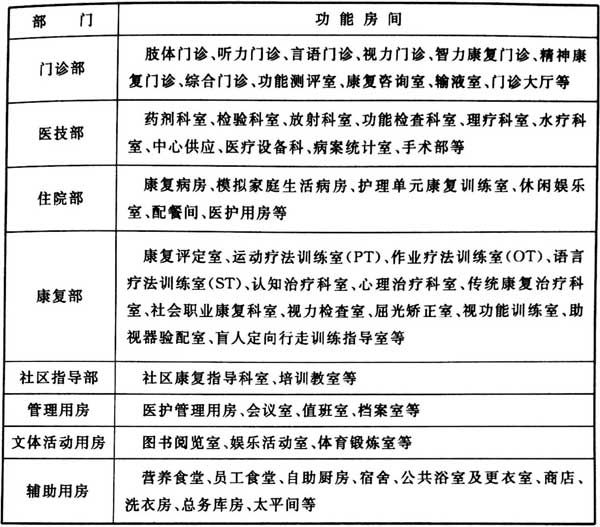 部 门 功能房间
门诊部
肢体门诊、听力门诊、言语门诊、视力门诊、智力康复门诊、精神康
复门诊、综合门诊、功能测评室、康复咨询室、输液室、门诊大厅等
医技部
药剂科室、检验科室、放射科室、功能检查科室、理疗科室、水疗科
室、中心供应、医疗设备科、病案统计室、手术部等
住院部
康复病房、模拟家庭生活病房、护理单元康复训练室、休闲娱乐
室、配餐间、医护用房等
康复部
康复评定室、运动疗法训练室(PT)、作业疗法训练室(OT)、语言
疗法训练室(ST)、认知治疗科室、心理治疗科室、传统康复治疗科
室、社会职业康复科室、视力检查室、屈光矫正室、视功能训练室、助
视器验配室、盲人定向行走训练指导室等
社区指导部 社区康复指导科室、培训教室等
管理用房 医护管理用房、会议室、值班室、档案室等
文体活动用房 图书阅览室、娱乐活动室、体育锻炼室等
辅助用房
营养食堂、员工食堂、自助厨房、宿舍、公共浴室及更衣室、商店、
洗衣房、总务库房、太平间等